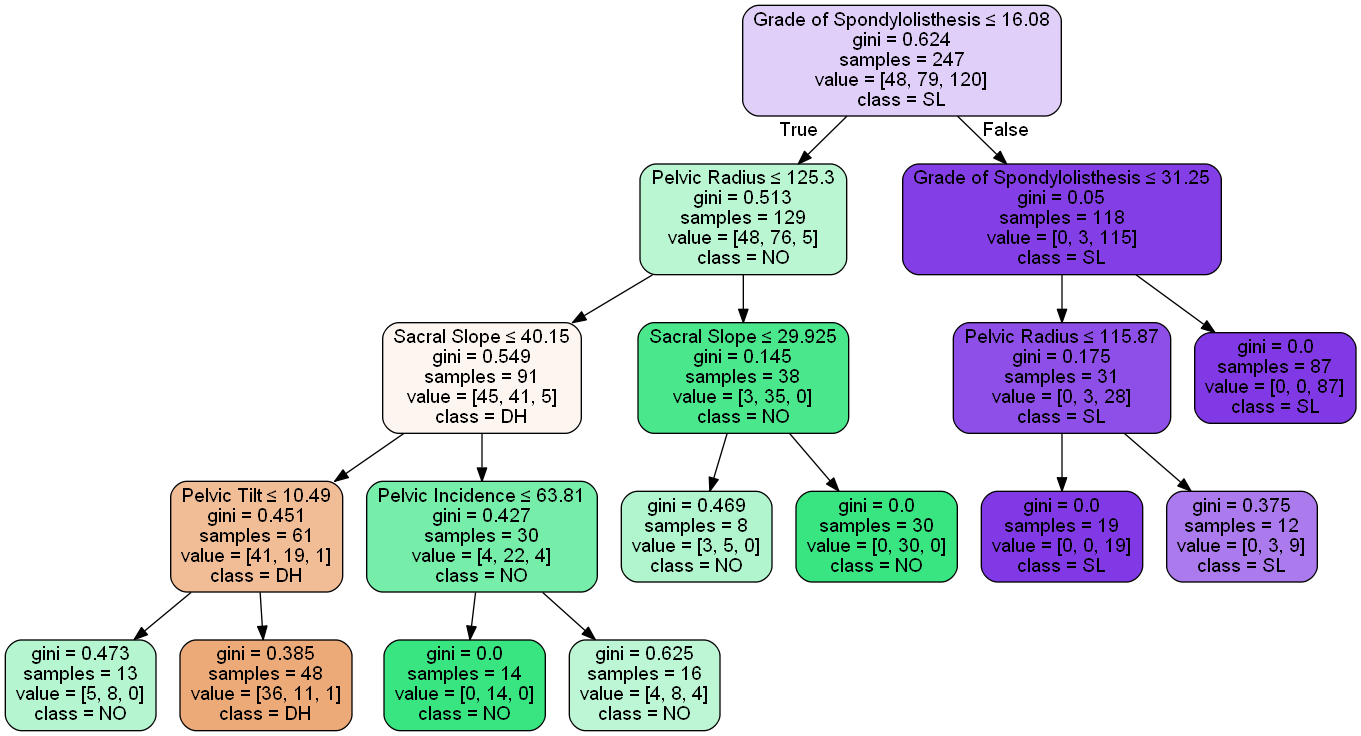 Grade of Spondylolisthesis ≤ 16.08
gini = 0.624
samples = 247
value = [48, 79, 120]
class = SL
True
False
Pelvic Radius ≤ 125.3
gini = 0.513
samples = 129
value = [48, 76, 5]
class = NO
Grade of Spondylolisthesis ≤ 31.25
gini = 0.05
samples = 118
value = [0, 3, 115]
class = SL
Sacral Slope ≤ 40.15
gini = 0.549
samples = 91
value = [45, 41, 5]
class = DH
Sacral Slope ≤ 29.925
gini = 0.145
samples = 38
value = [3, 35, 0]
class = NO
Pelvic Radius ≤ 115.87
gini = 0.175
samples = 31
value = [0, 3, 28]
class = SL
gini = 0.0
samples = 87
value = [0, 0, 87]
class = SL
Pelvic Tilt ≤ 10.49
gini = 0.451
samples = 61
value = [41, 19, 1]
class = DH
Pelvic Incidence ≤ 63.81
gini = 0.427
samples = 30
value = [4, 22, 4]
class = NO
gini = 0.469
samples = 8
value = [3, 5, 0]
class = NO
gini = 0.0
samples = 30
value = [0, 30, 0]
class = NO
gini = 0.0
samples = 19
value = [0, 0, 19]
class = SL
gini = 0.375
samples = 12
value = [0, 3, 9]
class = SL
gini = 0.473
samples = 13
value = [5, 8, 0]
class = NO
gini = 0.385
samples = 48
value = [36, 11, 1]
class = DH
gini = 0.0
samples = 14
value = [0, 14, 0]
class = NO
gini = 0.625
samples = 16
value = [4, 8, 4]
class = NO